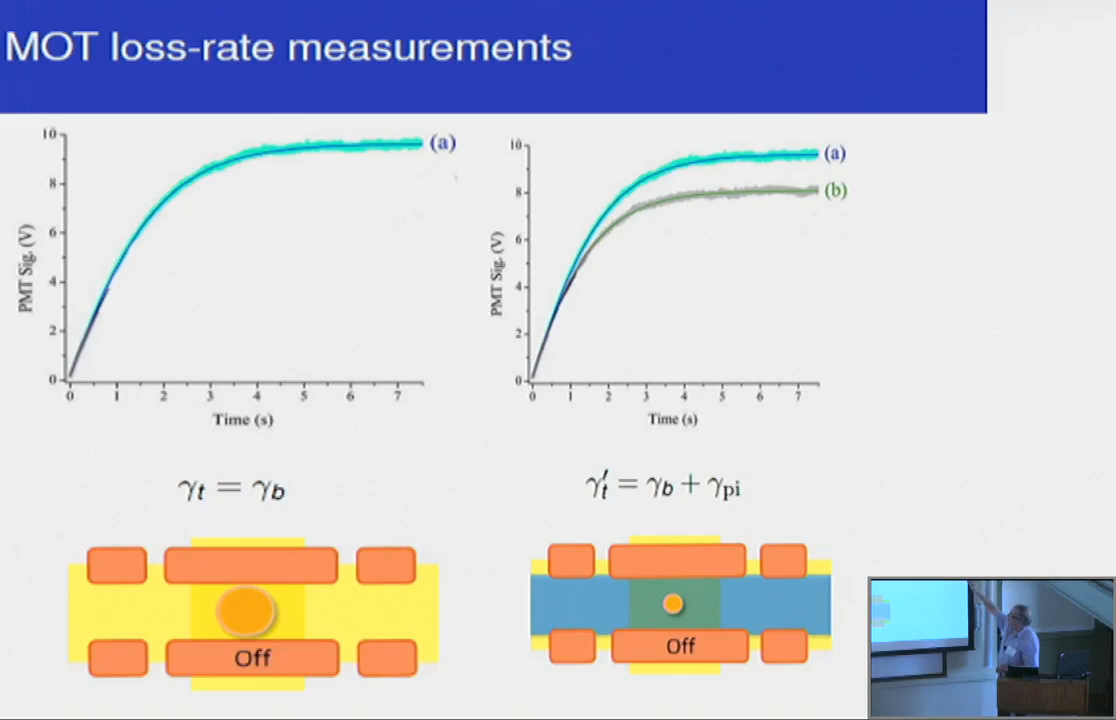 MOT loss-rate measurements
10
8
6
4
2
0
PMT Sig. (V)
(a)
0 1 2 3 4 5 6 7
Time (s)
10
8
6
4
2
0
PMT Sig. (V)
(a)
(b)
0 1 2 3 4 5 6 7
Time (s)
γt = γb
γ′t = γb + γpi
Off
Off